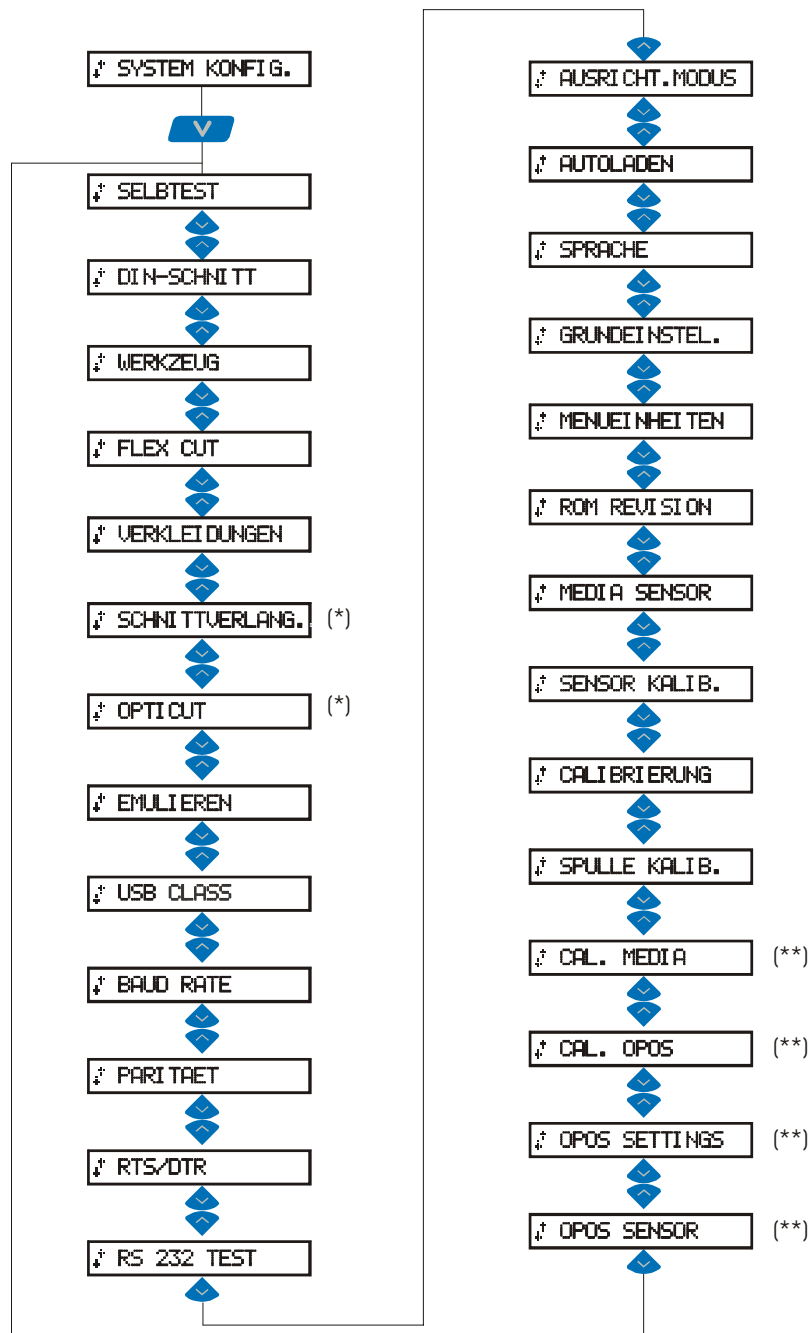 SYSTEM KONFIG.
SELBTEST
DIN-SCHNITT
WERKZEUG
FLEX CUT
VERKLEIDUNGEN
SCHNITTVERLANG. (*)
OPTICUT (*)
EMULIEREN
USB CLASS
BAUD RATE
PARITAET
RTS/DTR
RS 232 TEST
AUSRICHT.MODUS
AUTOLADEN
SPRACHE
GRUNDEINSTEL.
MENUEINHEITEN
ROM REVISION
MEDIA SENSOR
SENSOR KALIB.
CALIBRIERUNG
SPULLE KALIB.
CAL. MEDIA (**)
CAL. OPOS (**)
OPOS SETTINGS (**)
OPOS SENSOR (**)